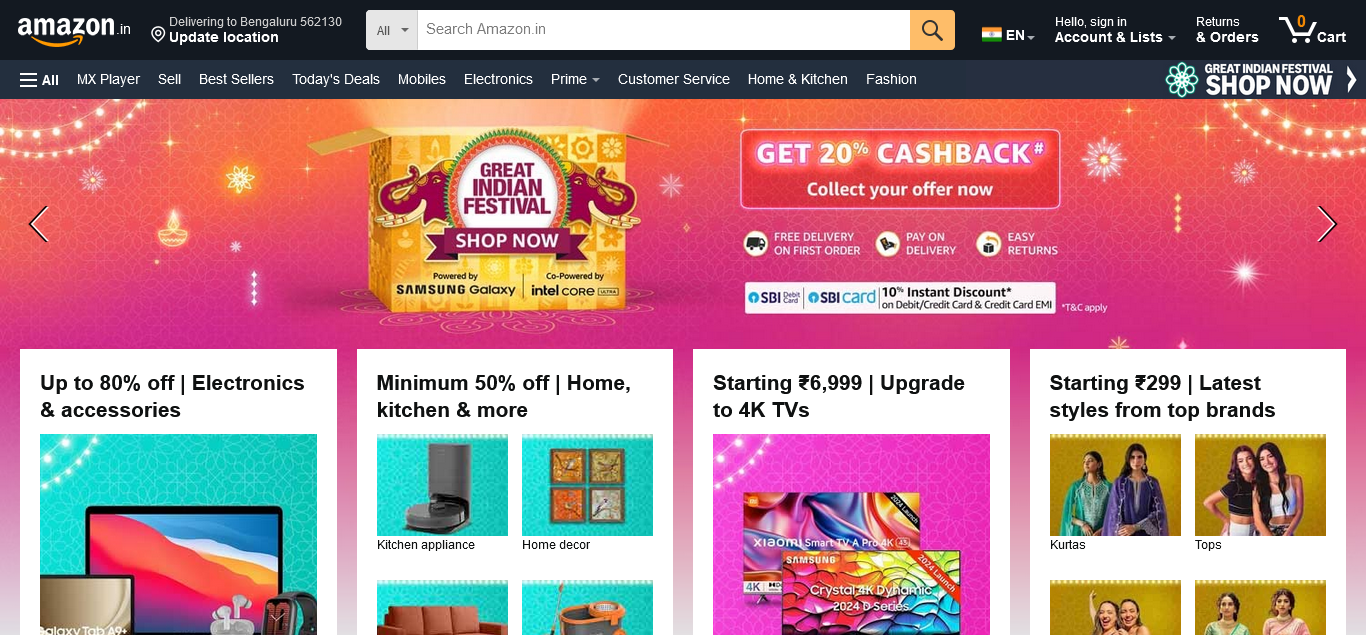 amazon.in
Delivering to Bengaluru 562130
Update location
All
Search Amazon.in
EN
Hello, sign in
Account & Lists
Returns
& Orders
0
Cart
All
MX Player
Sell
Best Sellers
Today's Deals
Mobiles
Electronics
Prime
Customer Service
Home & Kitchen
Fashion
GREAT INDIAN FESTIVAL
SHOP NOW
GREAT
INDIAN
FESTIVAL
SHOP NOW
Powered by
SAMSUNG Galaxy
Co-Powered by
intel CORE ULTRA
GET 20% CASHBACK#
Collect your offer now
FREE DELIVERY
ON FIRST ORDER
PAY ON
DELIVERY
EASY
RETURNS
SBI Debit Card
SBI card
10% Instant Discount*
on Debit/Credit Card & Credit Card EMI
*T&C apply
Up to 80% off | Electronics
& accessories
Galaxy Tab A9+
Minimum 50% off | Home,
kitchen & more
Kitchen appliance
Home decor
Starting ₹6,999 | Upgrade
to 4K TVs
2024 Launch
xiaomi Smart TV A Pro 4K 43
4K
SAMSUNG
2024 Launch
Crystal 4K Dynamic
2024 D Series
Starting ₹299 | Latest
styles from top brands
Kurtas
Tops